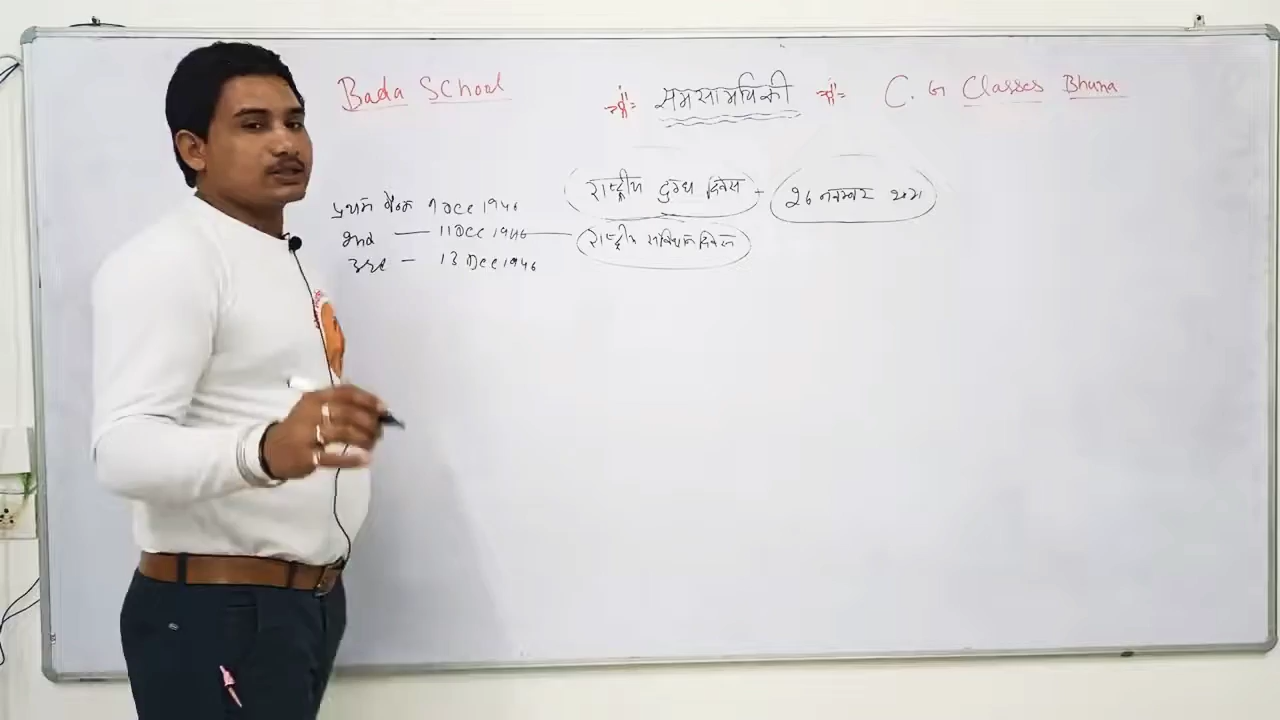 Bada School
समसामयिकी
C. G Classes Bhuna
राष्ट्रीय दुग्ध दिवस - 26 नवम्बर 2021
प्रथम बैठक 9 Dec 1946
2nd — 11 Dec 1946 — राष्ट्रीय संविधान दिवस
3rd — 13 Dec 1946